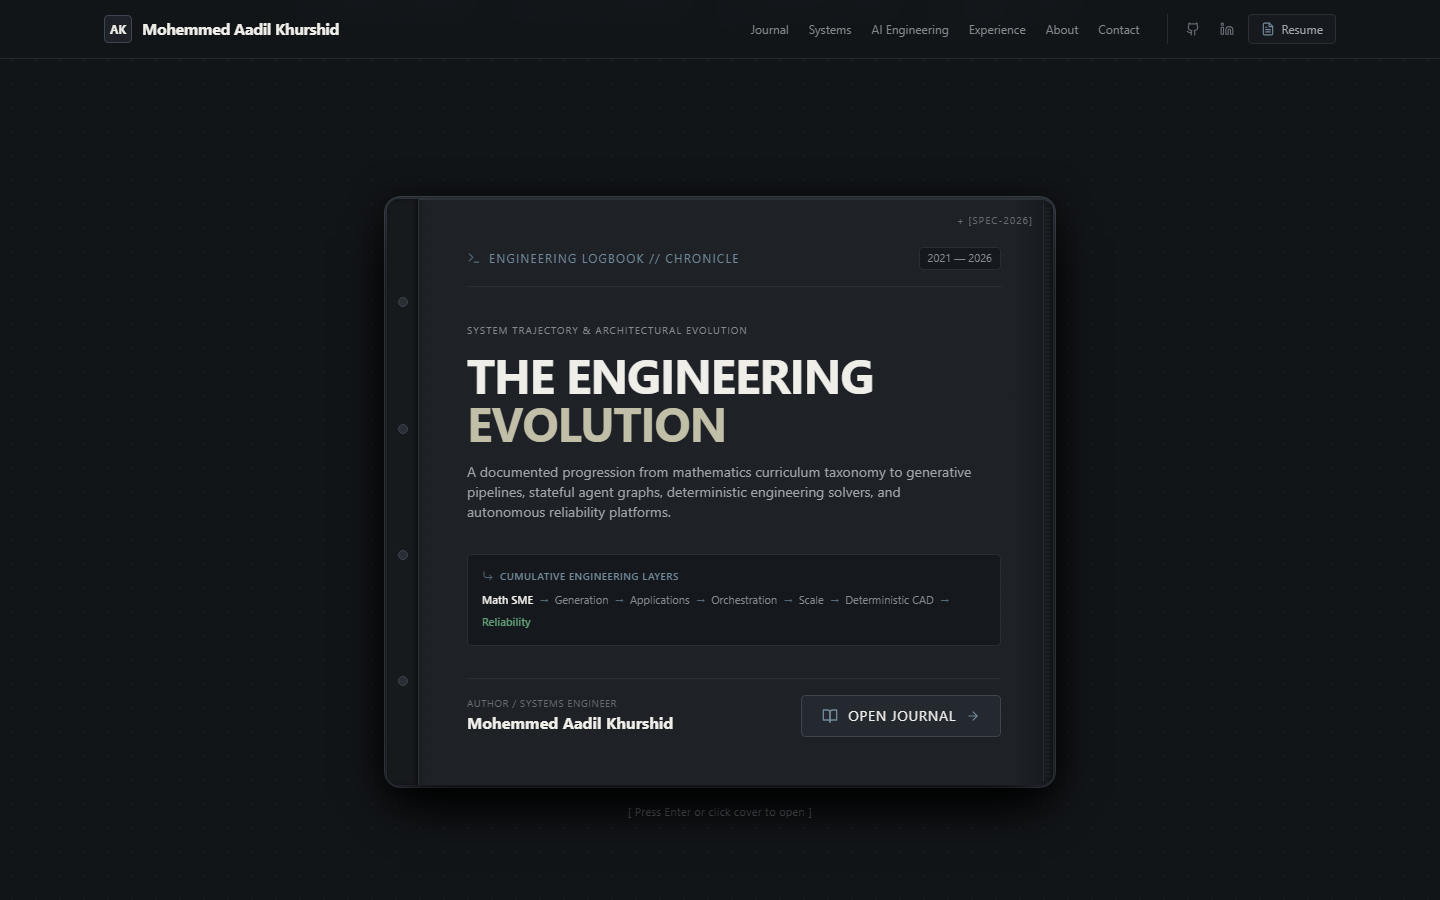 AK Mohemmed Aadil Khurshid Journal Systems AI Engineering Experience About Contact Resume
+ [SPEC-2026]
ENGINEERING LOGBOOK // CHRONICLE 2021 — 2026
SYSTEM TRAJECTORY & ARCHITECTURAL EVOLUTION
THE ENGINEERING
EVOLUTION
A documented progression from mathematics curriculum taxonomy to generative
pipelines, stateful agent graphs, deterministic engineering solvers, and
autonomous reliability platforms.
CUMULATIVE ENGINEERING LAYERS
Math SME → Generation → Applications → Orchestration → Scale → Deterministic CAD →
Reliability
AUTHOR / SYSTEMS ENGINEER
Mohemmed Aadil Khurshid
OPEN JOURNAL →
[ Press Enter or click cover to open ]